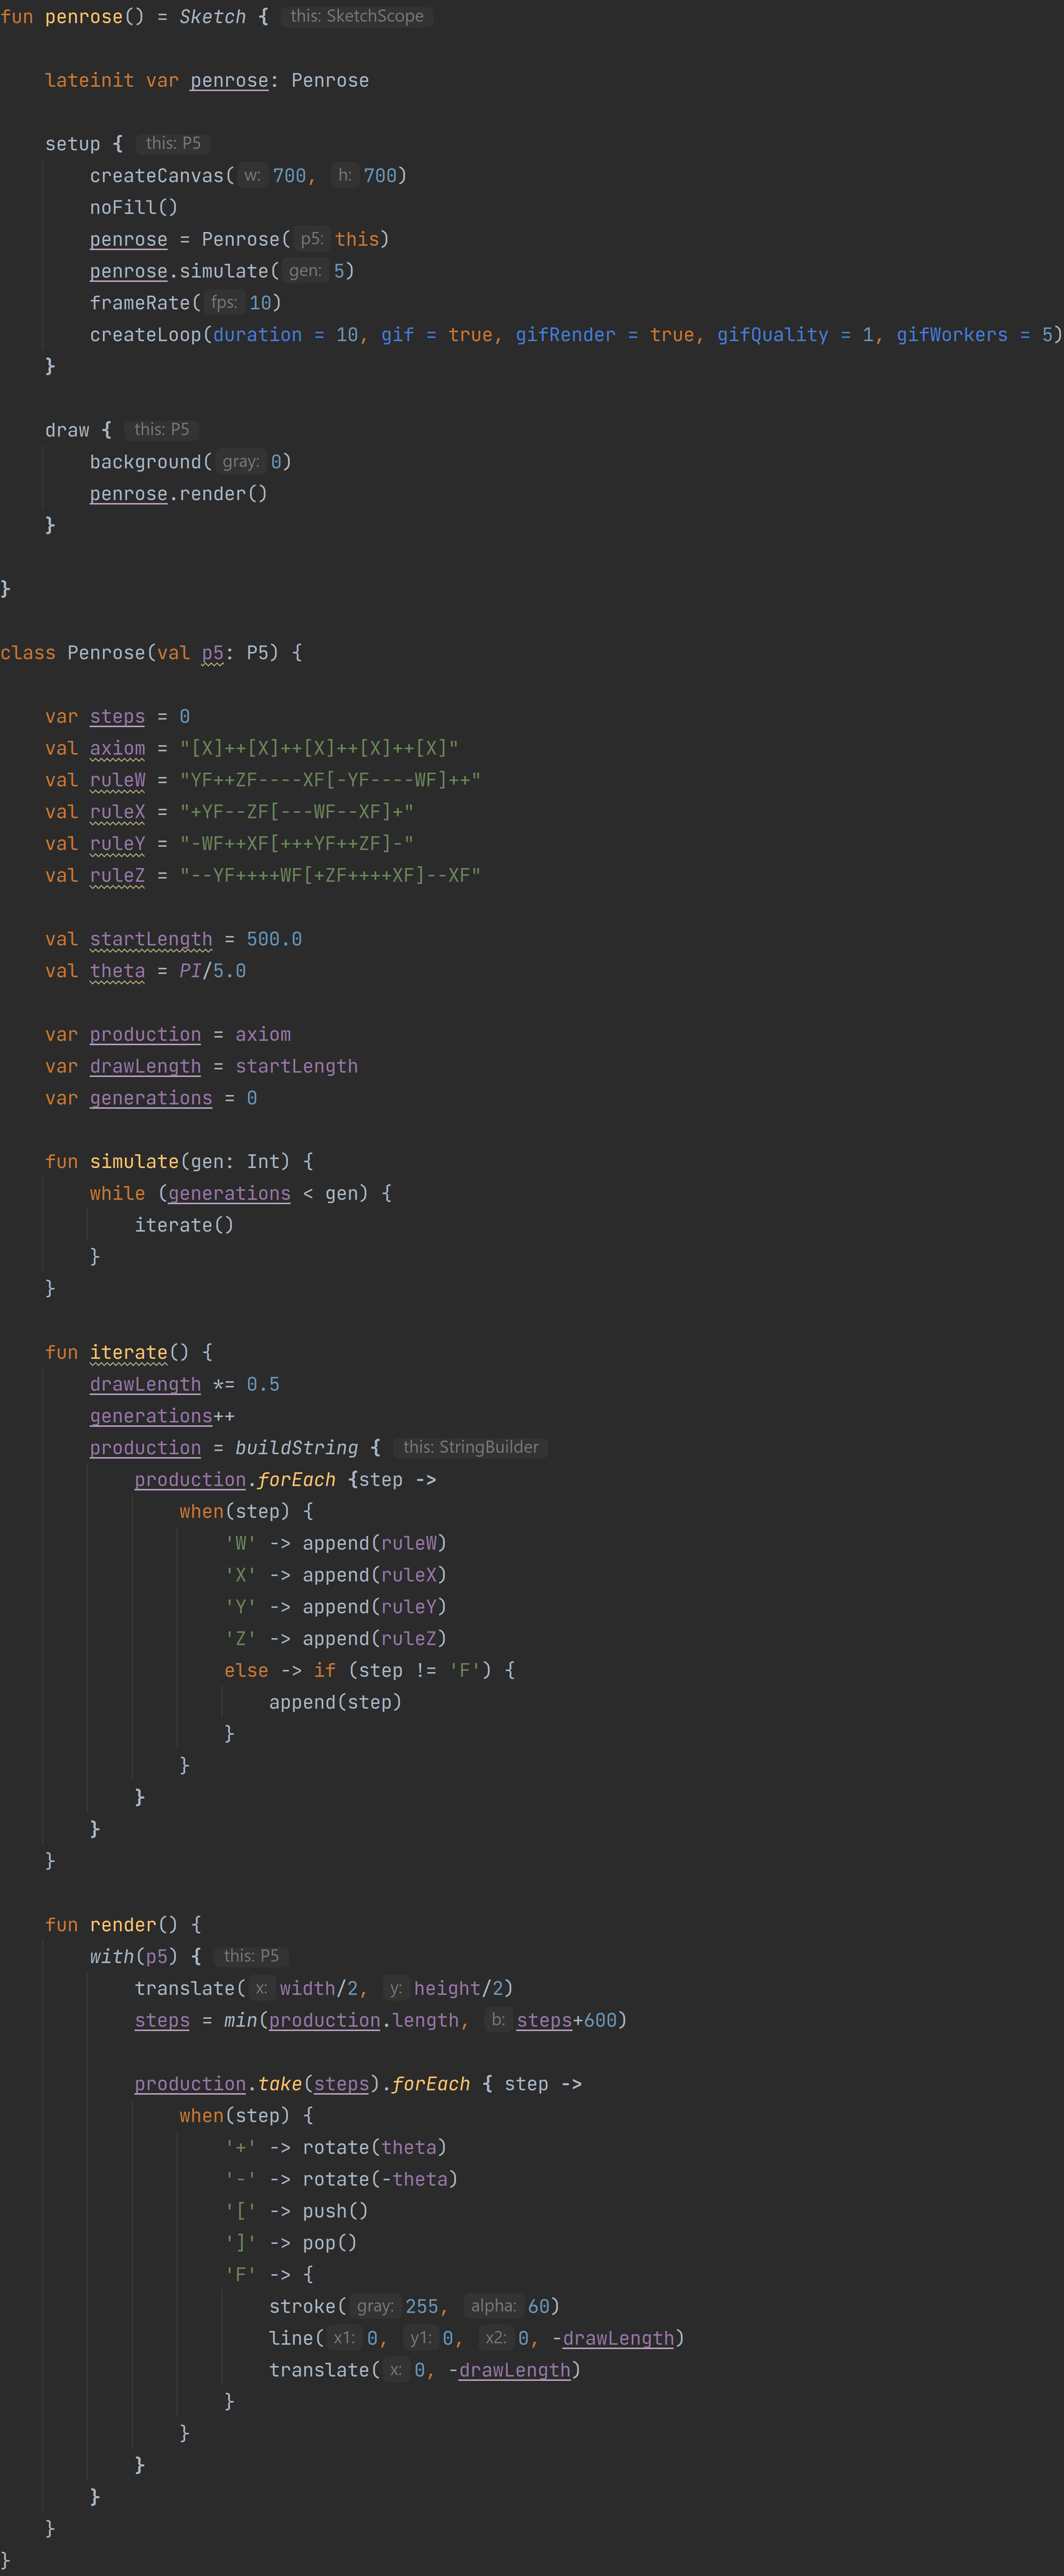 fun penrose() = Sketch { this: SketchScope
lateinit var penrose: Penrose
setup { this: P5
createCanvas( w: 700, h: 700)
noFill()
penrose = Penrose( p5: this)
penrose.simulate( gen: 5)
frameRate( fps: 10)
createLoop(duration = 10, gif = true, gifRender = true, gifQuality = 1, gifWorkers = 5)
}
draw { this: P5
background( gray: 0)
penrose.render()
}
}
class Penrose(val p5: P5) {
var steps = 0
val axiom = "[X]++[X]++[X]++[X]++[X]"
val ruleW = "YF++ZF----XF[-YF----WF]++"
val ruleX = "+YF--ZF[---WF--XF]+"
val ruleY = "-WF++XF[+++YF++ZF]-"
val ruleZ = "--YF++++WF[+ZF++++XF]--XF"
val startLength = 500.0
val theta = PI/5.0
var production = axiom
var drawLength = startLength
var generations = 0
fun simulate(gen: Int) {
while (generations < gen) {
iterate()
}
}
fun iterate() {
drawLength *= 0.5
generations++
production = buildString { this: StringBuilder
production.forEach {step ->
when(step) {
'W' -> append(ruleW)
'X' -> append(ruleX)
'Y' -> append(ruleY)
'Z' -> append(ruleZ)
else -> if (step != 'F') {
append(step)
}
}
}
}
}
fun render() {
with(p5) { this: P5
translate( x: width/2, y: height/2)
steps = min(production.length, b: steps+600)
production.take(steps).forEach { step ->
when(step) {
'+' -> rotate(theta)
'-' -> rotate(-theta)
'[' -> push()
']' -> pop()
'F' -> {
stroke( gray: 255, alpha: 60)
line( x1: 0, y1: 0, x2: 0, -drawLength)
translate( x: 0, -drawLength)
}
}
}
}
}
}